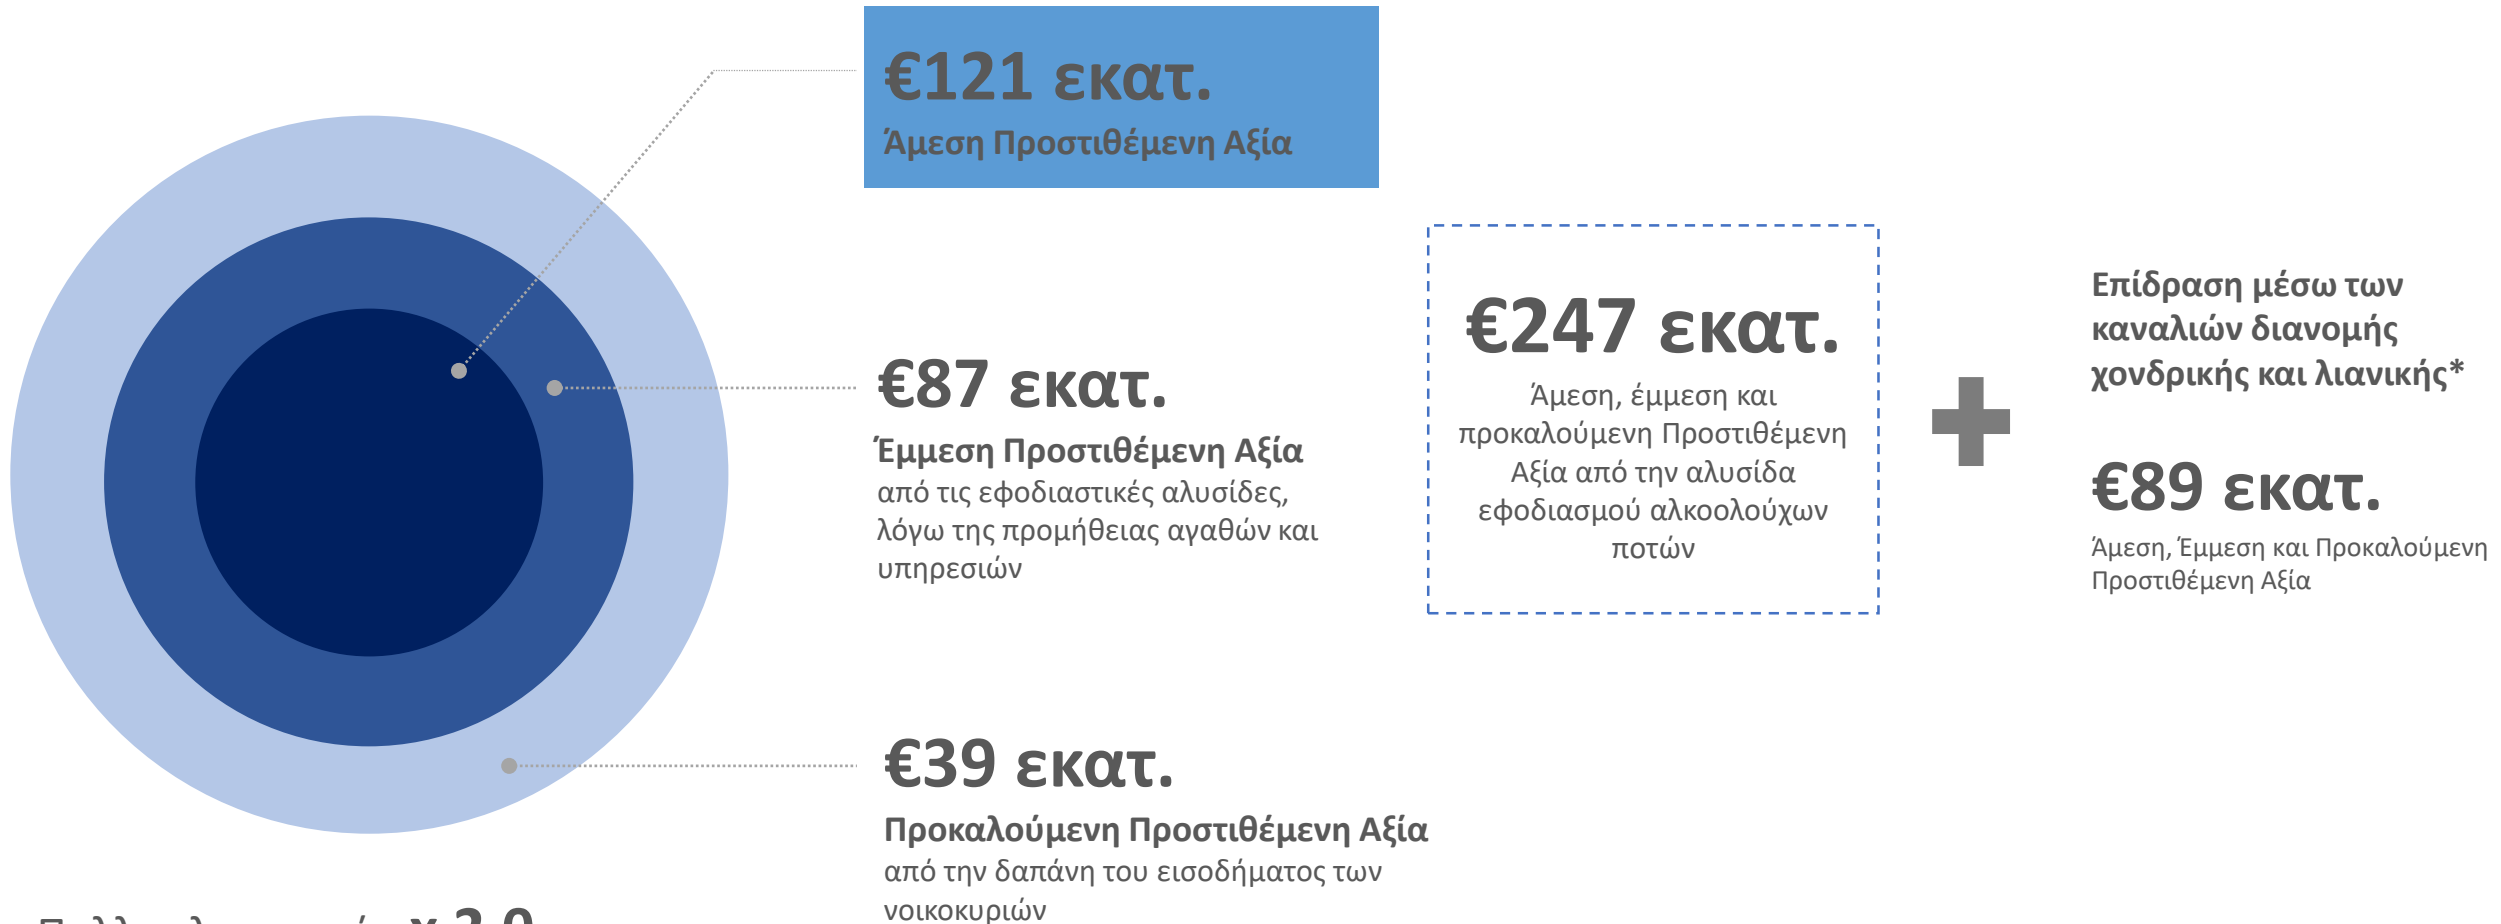 €121 εκατ.
Άμεση Προστιθέμενη Αξία
€87 εκατ.
Έμμεση Προστιθέμενη Αξία
από τις εφοδιαστικές αλυσίδες,
λόγω της προμήθειας αγαθών και
υπηρεσιών
€39 εκατ.
Προκαλούμενη Προστιθέμενη Αξία
από την δαπάνη του εισοδήματος των
νοικοκυριών
€247 εκατ.
Άμεση, έμμεση και
προκαλούμενη Προστιθέμενη
Αξία από την αλυσίδα
εφοδιασμού αλκοολούχων
ποτών
Επίδραση μέσω των
καναλιών διανομής
χονδρικής και λιανικής*
€89 εκατ.
Άμεση, Έμμεση και Προκαλούμενη
Προστιθέμενη Αξία